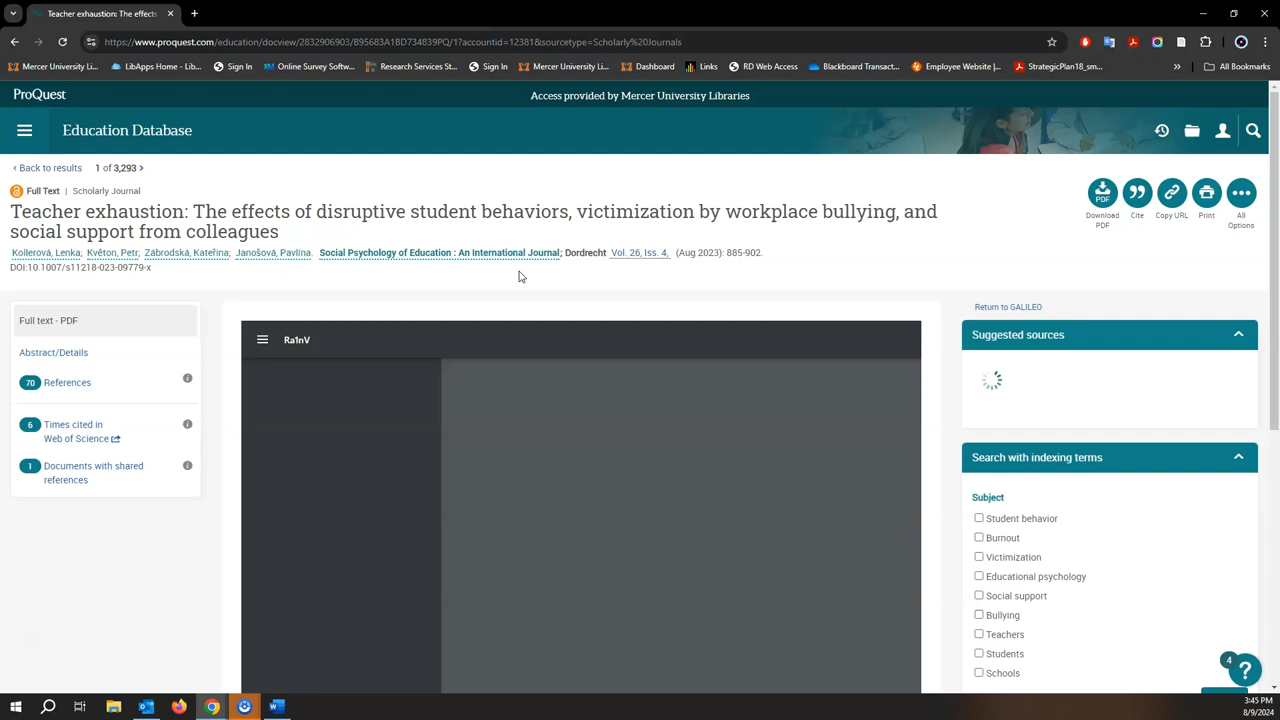 Teacher exhaustion: The effects
https://www.proquest.com/education/docview/2832906903/B95683A1BD734839PQ/1?accountid=12381&sourcetype=Scholarly%20Journals
Mercer University Li...
LibApps Home - Lib...
Sign In
Online Survey Softw...
Research Services St...
Sign In
Mercer University Li...
Dashboard
Links
RD Web Access
Blackboard Transact...
Employee Website |...
StrategicPlan18_sm...
»
All Bookmarks
ProQuest
Access provided by Mercer University Libraries
Education Database
‹ Back to results 1 of 3,293 ›
Full Text | Scholarly Journal
Teacher exhaustion: The effects of disruptive student behaviors, victimization by workplace bullying, and
social support from colleagues
Kollerová, Lenka; Květon, Petr; Zábrodská, Kateřina; Janošová, Pavlína. Social Psychology of Education : An International Journal; Dordrecht Vol. 26, Iss. 4, (Aug 2023): 885-902.
DOI:10.1007/s11218-023-09779-x
PDF
Download
PDF
Cite
Copy URL
Print
All
Options
Full text - PDF
Abstract/Details
70 References
6 Times cited in
Web of Science
1 Documents with shared
references
Ra1nV
Return to GALILEO
Suggested sources
Search with indexing terms
Subject
Student behavior
Burnout
Victimization
Educational psychology
Social support
Bullying
Teachers
Students
Schools
4
?
3:45 PM
8/9/2024